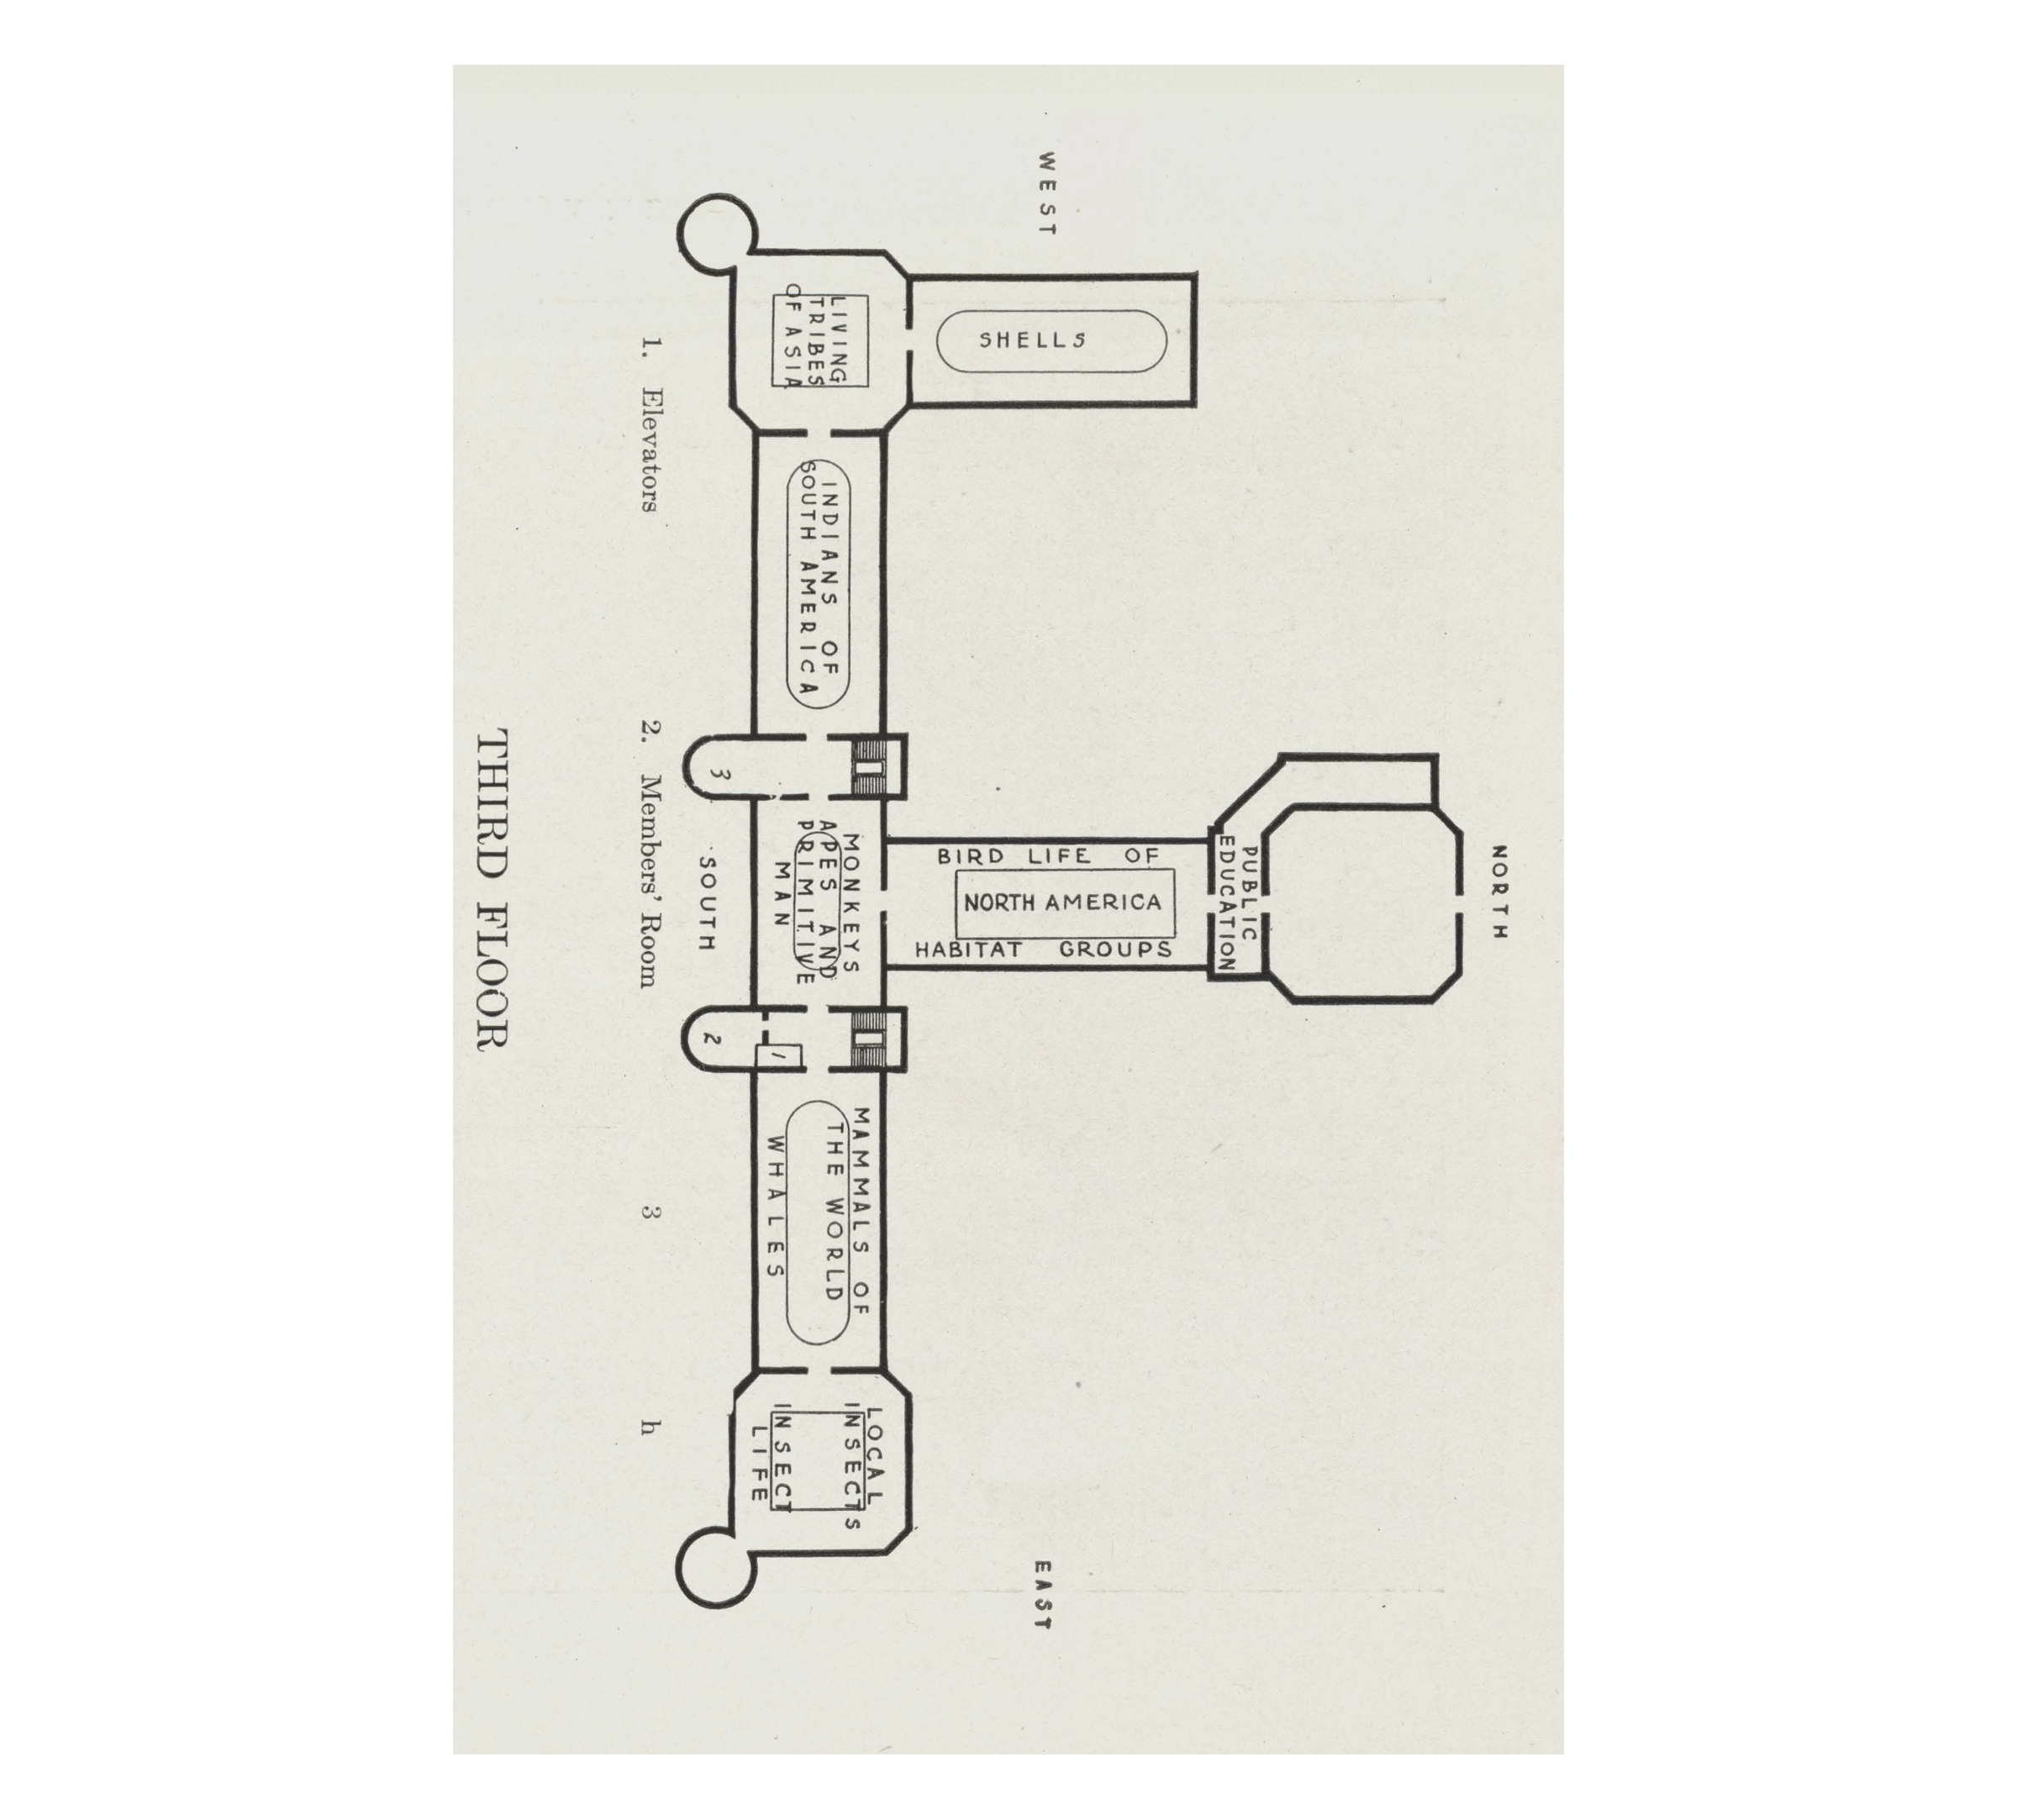 NORTH
PUBLIC
EDUCATION
WEST
EAST
SHELLS
BIRD LIFE OF
NORTH AMERICA
HABITAT GROUPS
LIVING
TRIBES
OF ASIA
INDIANS OF
SOUTH AMERICA
3
MONKEYS
APES AND
PRIMITIVE
MAN
1
2
MAMMALS OF
THE WORLD
WHALES
LOCAL
INSECTS
INSECT
LIFE
SOUTH
1. Elevators 2. Members' Room 3 h
THIRD FLOOR